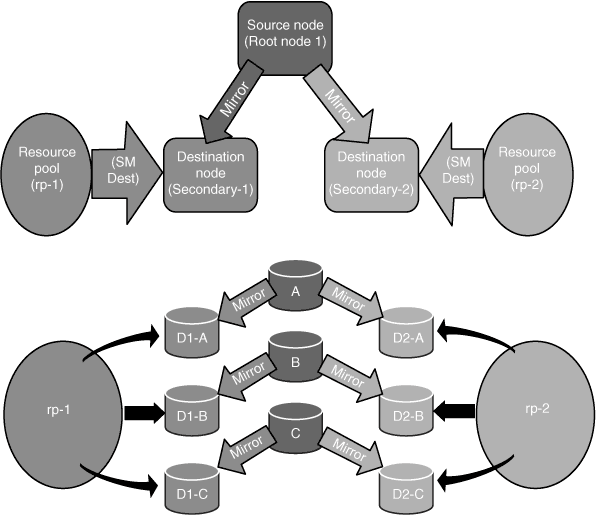 Source node
(Root node 1)
Mirror
Mirror
Resource
pool
(rp-1)
(SM
Dest)
Destination
node
(Secondary-1)
Destination
node
(Secondary-2)
(SM
Dest)
Resource
pool
(rp-2)
A
Mirror
Mirror
D1-A
D2-A
B
Mirror
Mirror
rp-1
D1-B
D2-B
rp-2
C
Mirror
Mirror
D1-C
D2-C